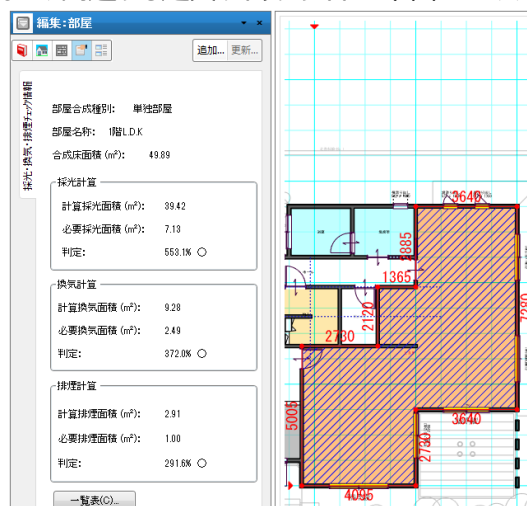 編集:部屋
追加... 更新...
採光・換気・排煙チェック情報
部屋合成種別: 単独部屋
部屋名称: 1階L.D.K
合成床面積 (m²): 49.89
採光計算
計算採光面積 (m²): 39.42
必要採光面積 (m²): 7.13
判定: 553.1% ○
換気計算
計算換気面積 (m²): 9.28
必要換気面積 (m²): 2.49
判定: 372.0% ○
排煙計算
計算排煙面積 (m²): 2.91
必要排煙面積 (m²): 1.00
判定: 291.6% ○
一覧表(C)...
3640
1885
1365
7280
2120
2730
5005
3640
2730
4095